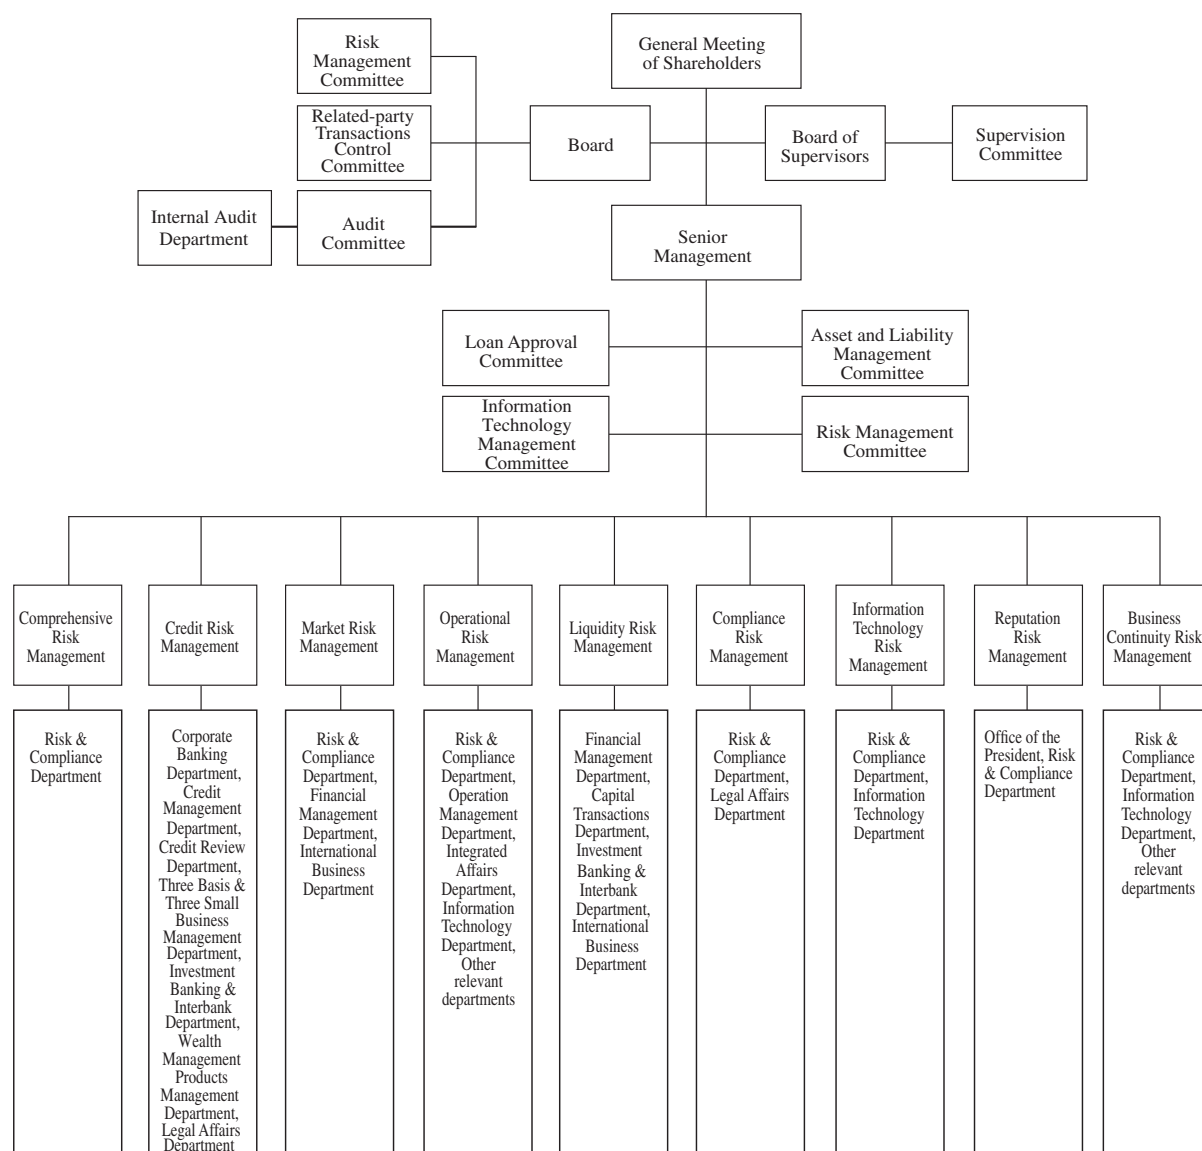 Risk
Management
Committee
General Meeting
of Shareholders
Related-party
Transactions
Control
Committee
Board
Board of
Supervisors
Supervision
Committee
Internal Audit
Department
Audit
Committee
Senior
Management
Loan Approval
Committee
Asset and Liability
Management
Committee
Information
Technology
Management
Committee
Risk Management
Committee
Comprehensive
Risk
Management
Credit Risk
Management
Market Risk
Management
Operational
Risk
Management
Liquidity Risk
Management
Compliance
Risk
Management
Information
Technology
Risk
Management
Reputation
Risk
Management
Business
Continuity Risk
Management
Risk &
Compliance
Department
Corporate
Banking
Department,
Credit
Management
Department,
Credit Review
Department,
Three Basis &
Three Small
Business
Management
Department,
Investment
Banking &
Interbank
Department,
Wealth
Management
Products
Management
Department,
Legal Affairs
Department
Risk &
Compliance
Department,
Financial
Management
Department,
International
Business
Department
Risk &
Compliance
Department,
Operation
Management
Department,
Integrated
Affairs
Department,
Information
Technology
Department,
Other
relevant
departments
Financial
Management
Department,
Capital
Transactions
Department,
Investment
Banking &
Interbank
Department,
International
Business
Department
Risk &
Compliance
Department,
Legal Affairs
Department
Risk &
Compliance
Department,
Information
Technology
Department
Office of the
President, Risk
& Compliance
Department
Risk &
Compliance
Department,
Information
Technology
Department,
Other
relevant
departments